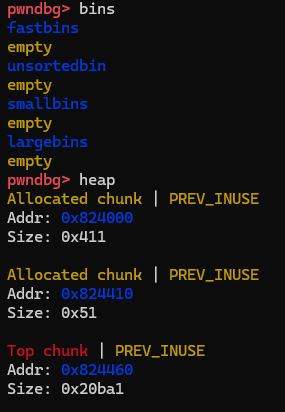 pwndbg> bins
fastbins
empty
unsortedbin
empty
smallbins
empty
largebins
empty
pwndbg> heap
Allocated chunk | PREV_INUSE
Addr: 0x824000
Size: 0x411
Allocated chunk | PREV_INUSE
Addr: 0x824410
Size: 0x51
Top chunk | PREV_INUSE
Addr: 0x824460
Size: 0x20ba1